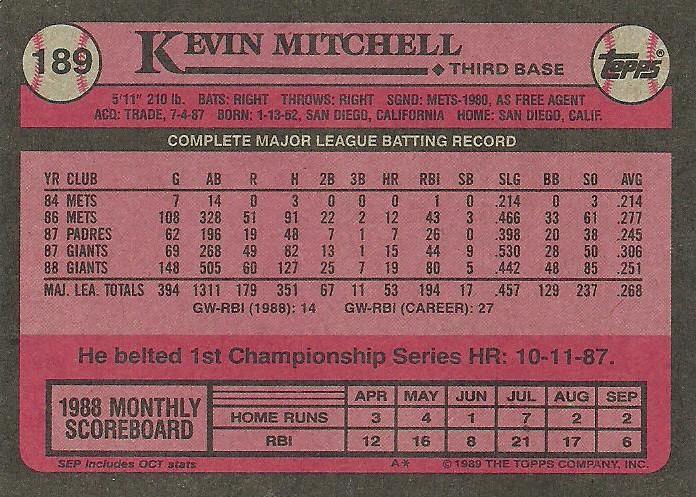 189
KEVIN MITCHELL
THIRD BASE
TOPPS
5'11" 210 lb. BATS: RIGHT THROWS: RIGHT SGND: METS-1980, AS FREE AGENT
ACQ: TRADE, 7-4-87 BORN: 1-13-62, SAN DIEGO, CALIFORNIA HOME: SAN DIEGO, CALIF.
COMPLETE MAJOR LEAGUE BATTING RECORD
YR CLUB G AB R H 2B 3B HR RBI SB SLG BB SO AVG
84 METS 7 14 0 3 0 0 0 1 0 .214 0 3 .214
86 METS 108 328 51 91 22 2 12 43 3 .466 33 61 .277
87 PADRES 62 196 19 48 7 1 7 26 0 .398 20 38 .245
87 GIANTS 69 268 49 82 13 1 15 44 9 .530 28 50 .306
88 GIANTS 148 505 60 127 25 7 19 80 5 .442 48 85 .251
MAJ. LEA. TOTALS 394 1311 179 351 67 11 53 194 17 .457 129 237 .268
GW-RBI (1988): 14 GW-RBI (CAREER): 27
He belted 1st Championship Series HR: 10-11-87.
1988 MONTHLY SCOREBOARD
APR MAY JUN JUL AUG SEP
HOME RUNS 3 4 1 7 2 2
RBI 12 16 8 21 17 6
SEP includes OCT stats
A* © 1989 THE TOPPS COMPANY, INC.